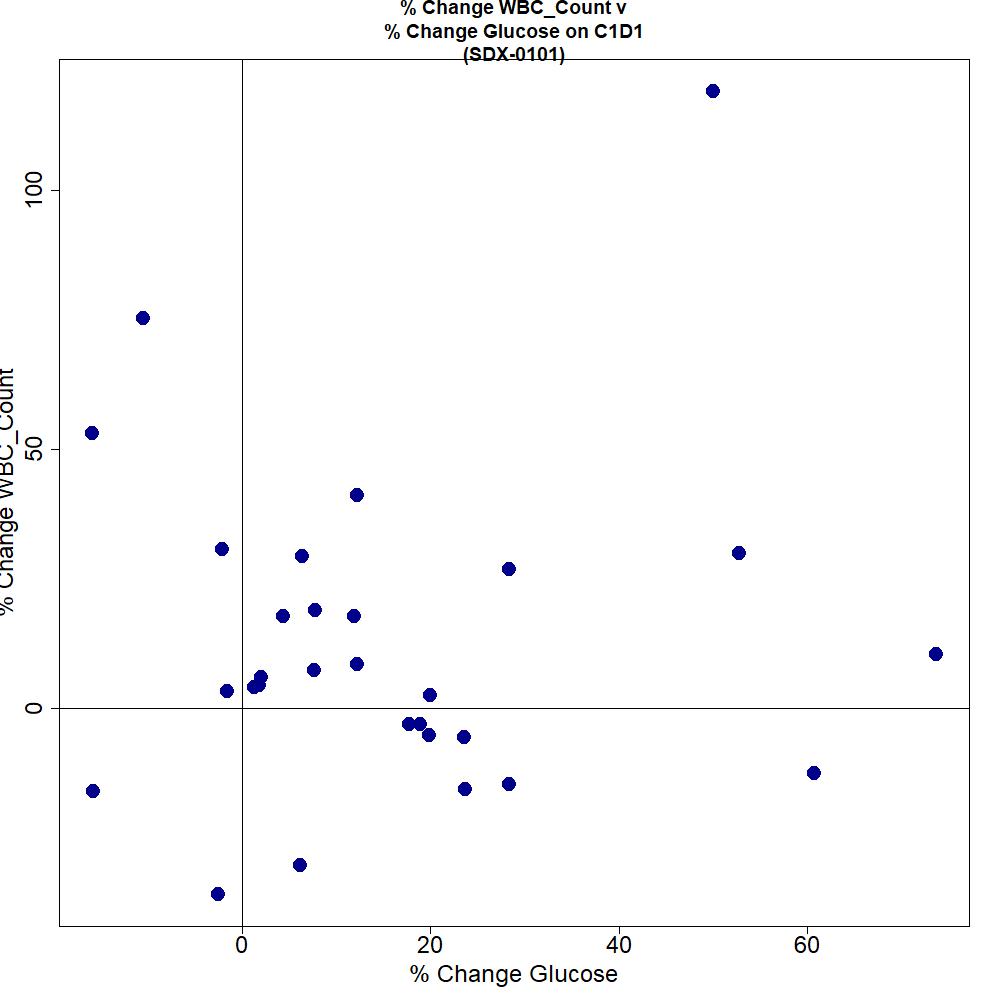 % Change WBC_Count v
% Change Glucose on C1D1
(SDX-0101)
100
50
0
% Change WBC_Count
0 20 40 60
% Change Glucose